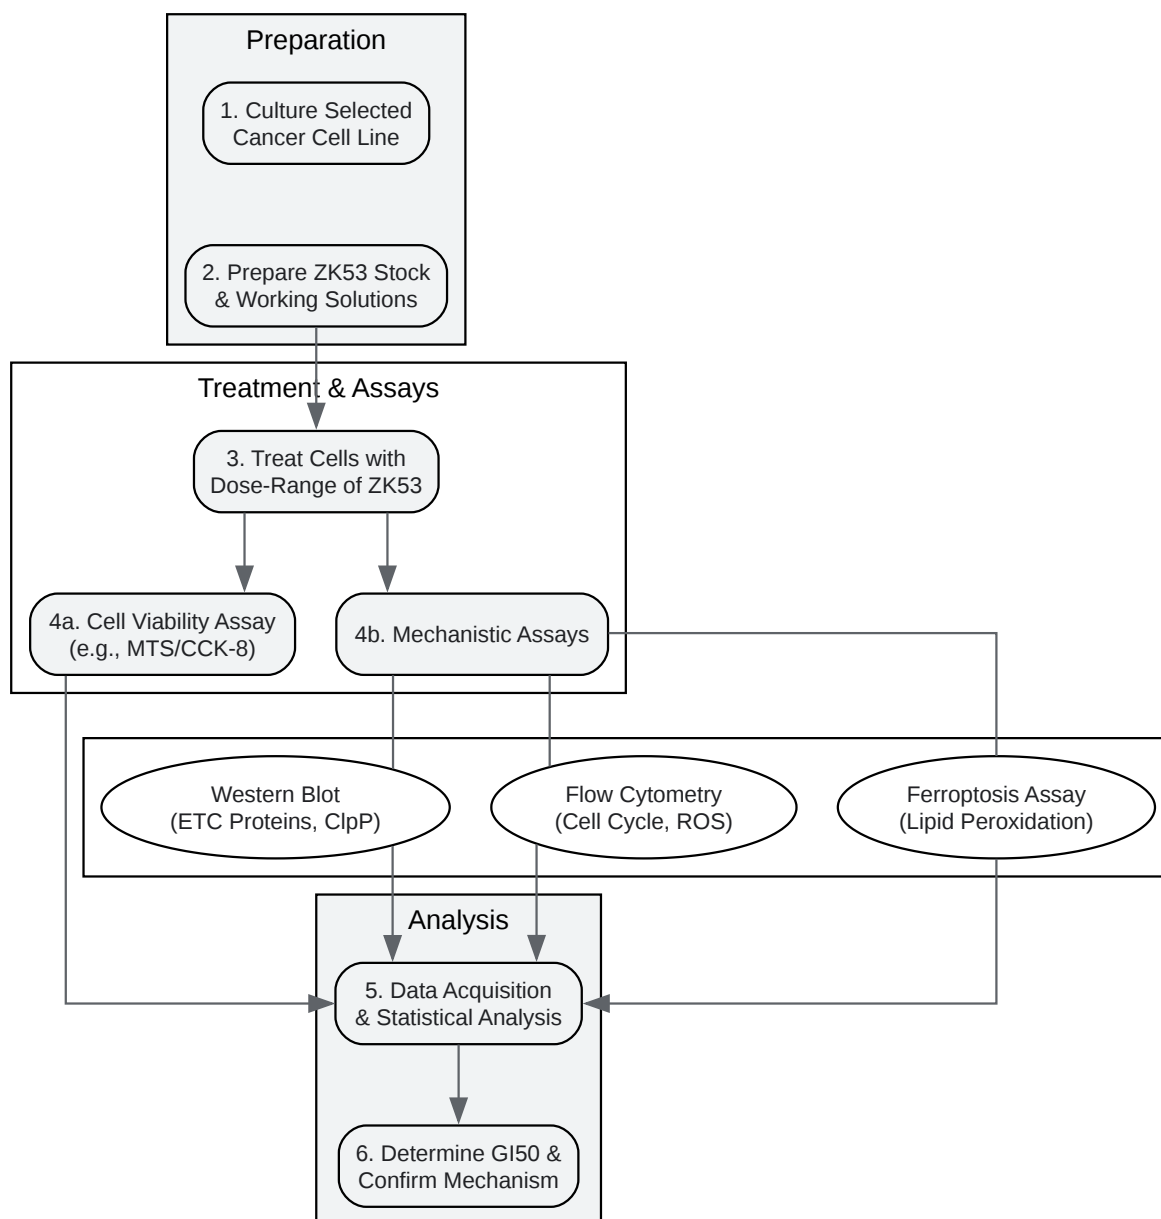 Preparation
1. Culture Selected
Cancer Cell Line
2. Prepare ZK53 Stock
& Working Solutions
Treatment & Assays
3. Treat Cells with
Dose-Range of ZK53
4a. Cell Viability Assay
(e.g., MTS/CCK-8)
4b. Mechanistic Assays
Western Blot
(ETC Proteins, ClpP)
Flow Cytometry
(Cell Cycle, ROS)
Ferroptosis Assay
(Lipid Peroxidation)
Analysis
5. Data Acquisition
& Statistical Analysis
6. Determine GI50 &
Confirm Mechanism